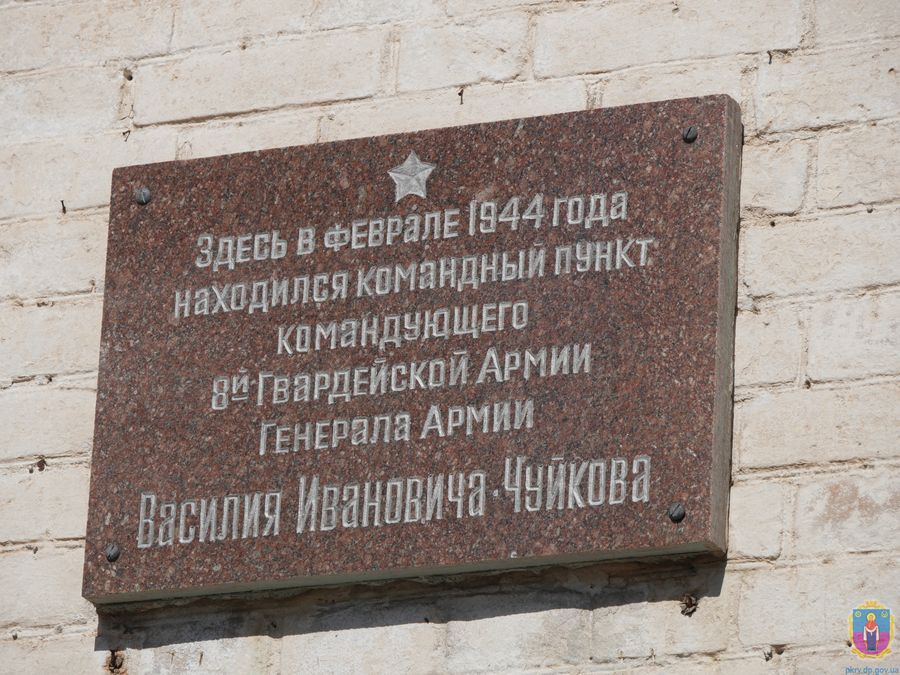 Здесь в феврале 1944 года
находился командный пункт
командующего
8й Гвардейской Армии
Генерала Армии
Василия Ивановича Чуйкова
pkrv.dp.gov.ua